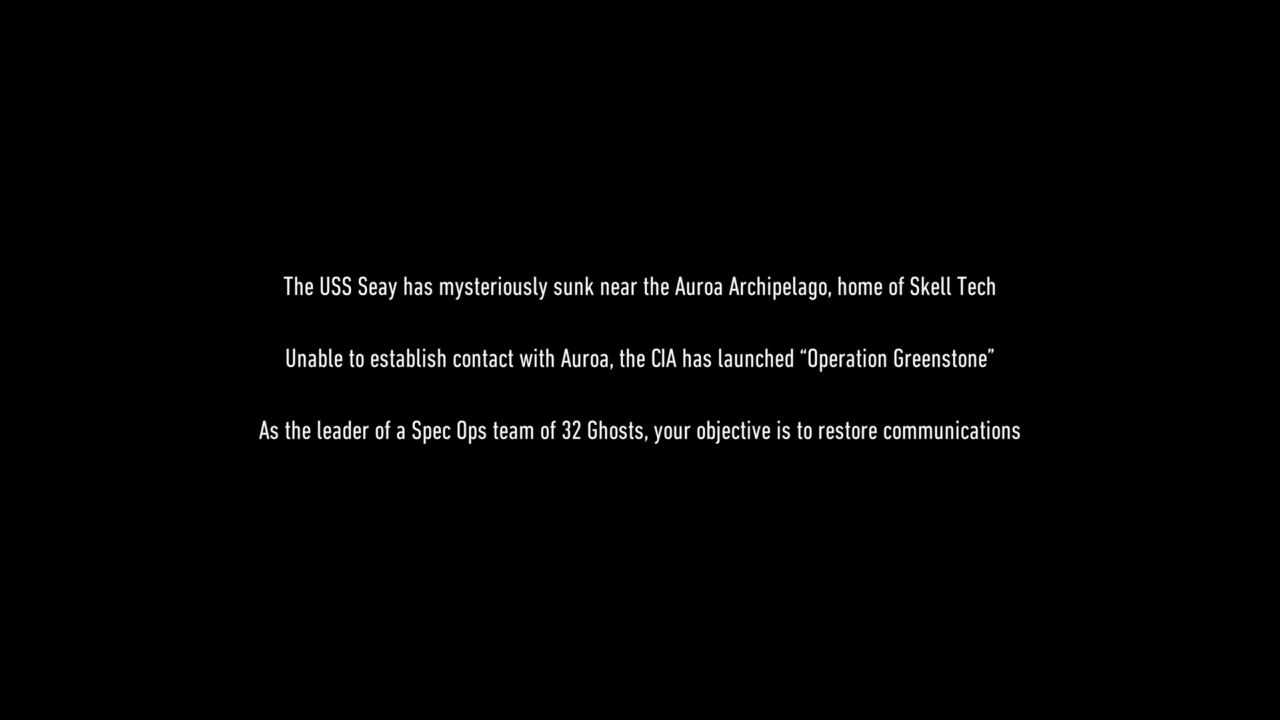 The USS Seay has mysteriously sunk near the Auroa Archipelago, home of Skell Tech
Unable to establish contact with Auroa, the CIA has launched “Operation Greenstone”
As the leader of a Spec Ops team of 32 Ghosts, your objective is to restore communications